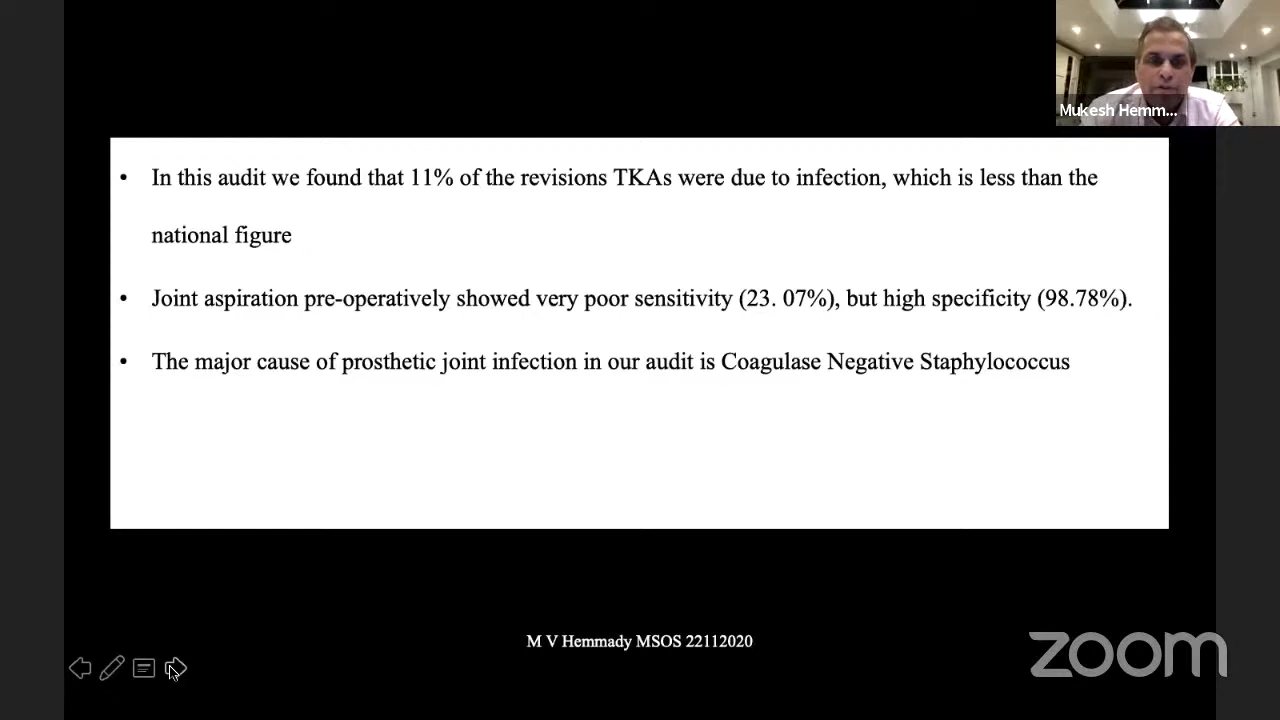 Mukesh Hemm...
• In this audit we found that 11% of the revisions TKAs were due to infection, which is less than the
national figure
• Joint aspiration pre-operatively showed very poor sensitivity (23. 07%), but high specificity (98.78%).
• The major cause of prosthetic joint infection in our audit is Coagulase Negative Staphylococcus
M V Hemmady MSOS 22112020
zoom